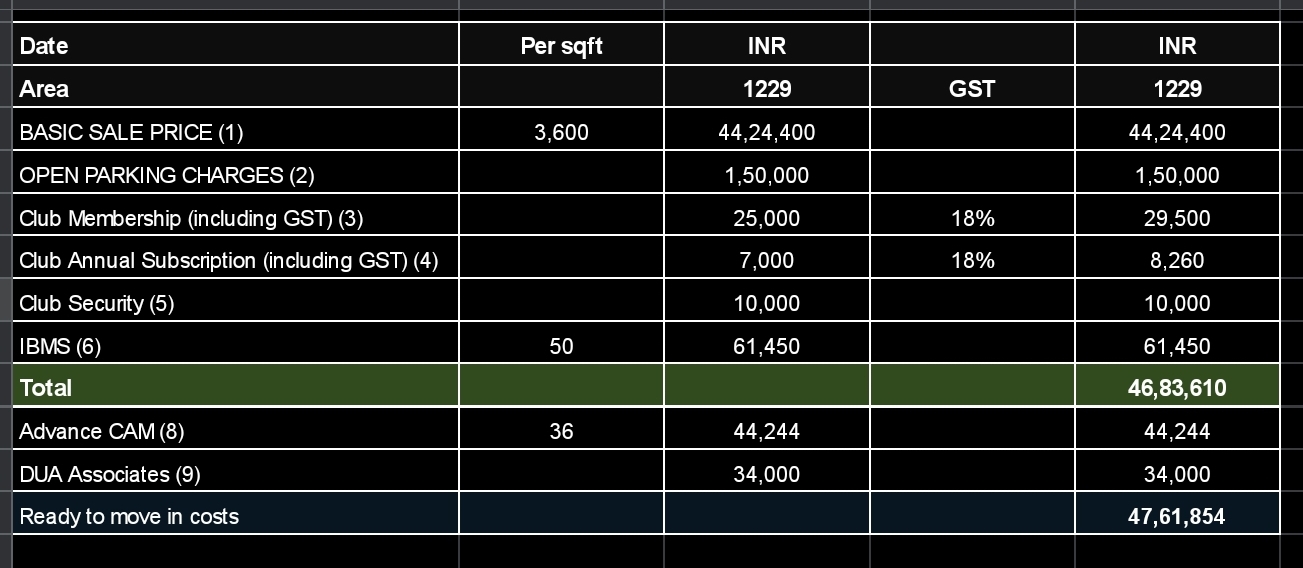 Date Per sqft INR INR
Area 1229 GST 1229
BASIC SALE PRICE (1) 3,600 44,24,400 44,24,400
OPEN PARKING CHARGES (2) 1,50,000 1,50,000
Club Membership (including GST) (3) 25,000 18% 29,500
Club Annual Subscription (including GST) (4) 7,000 18% 8,260
Club Security (5) 10,000 10,000
IBMS (6) 50 61,450 61,450
Total 46,83,610
Advance CAM (8) 36 44,244 44,244
DUA Associates (9) 34,000 34,000
Ready to move in costs 47,61,854